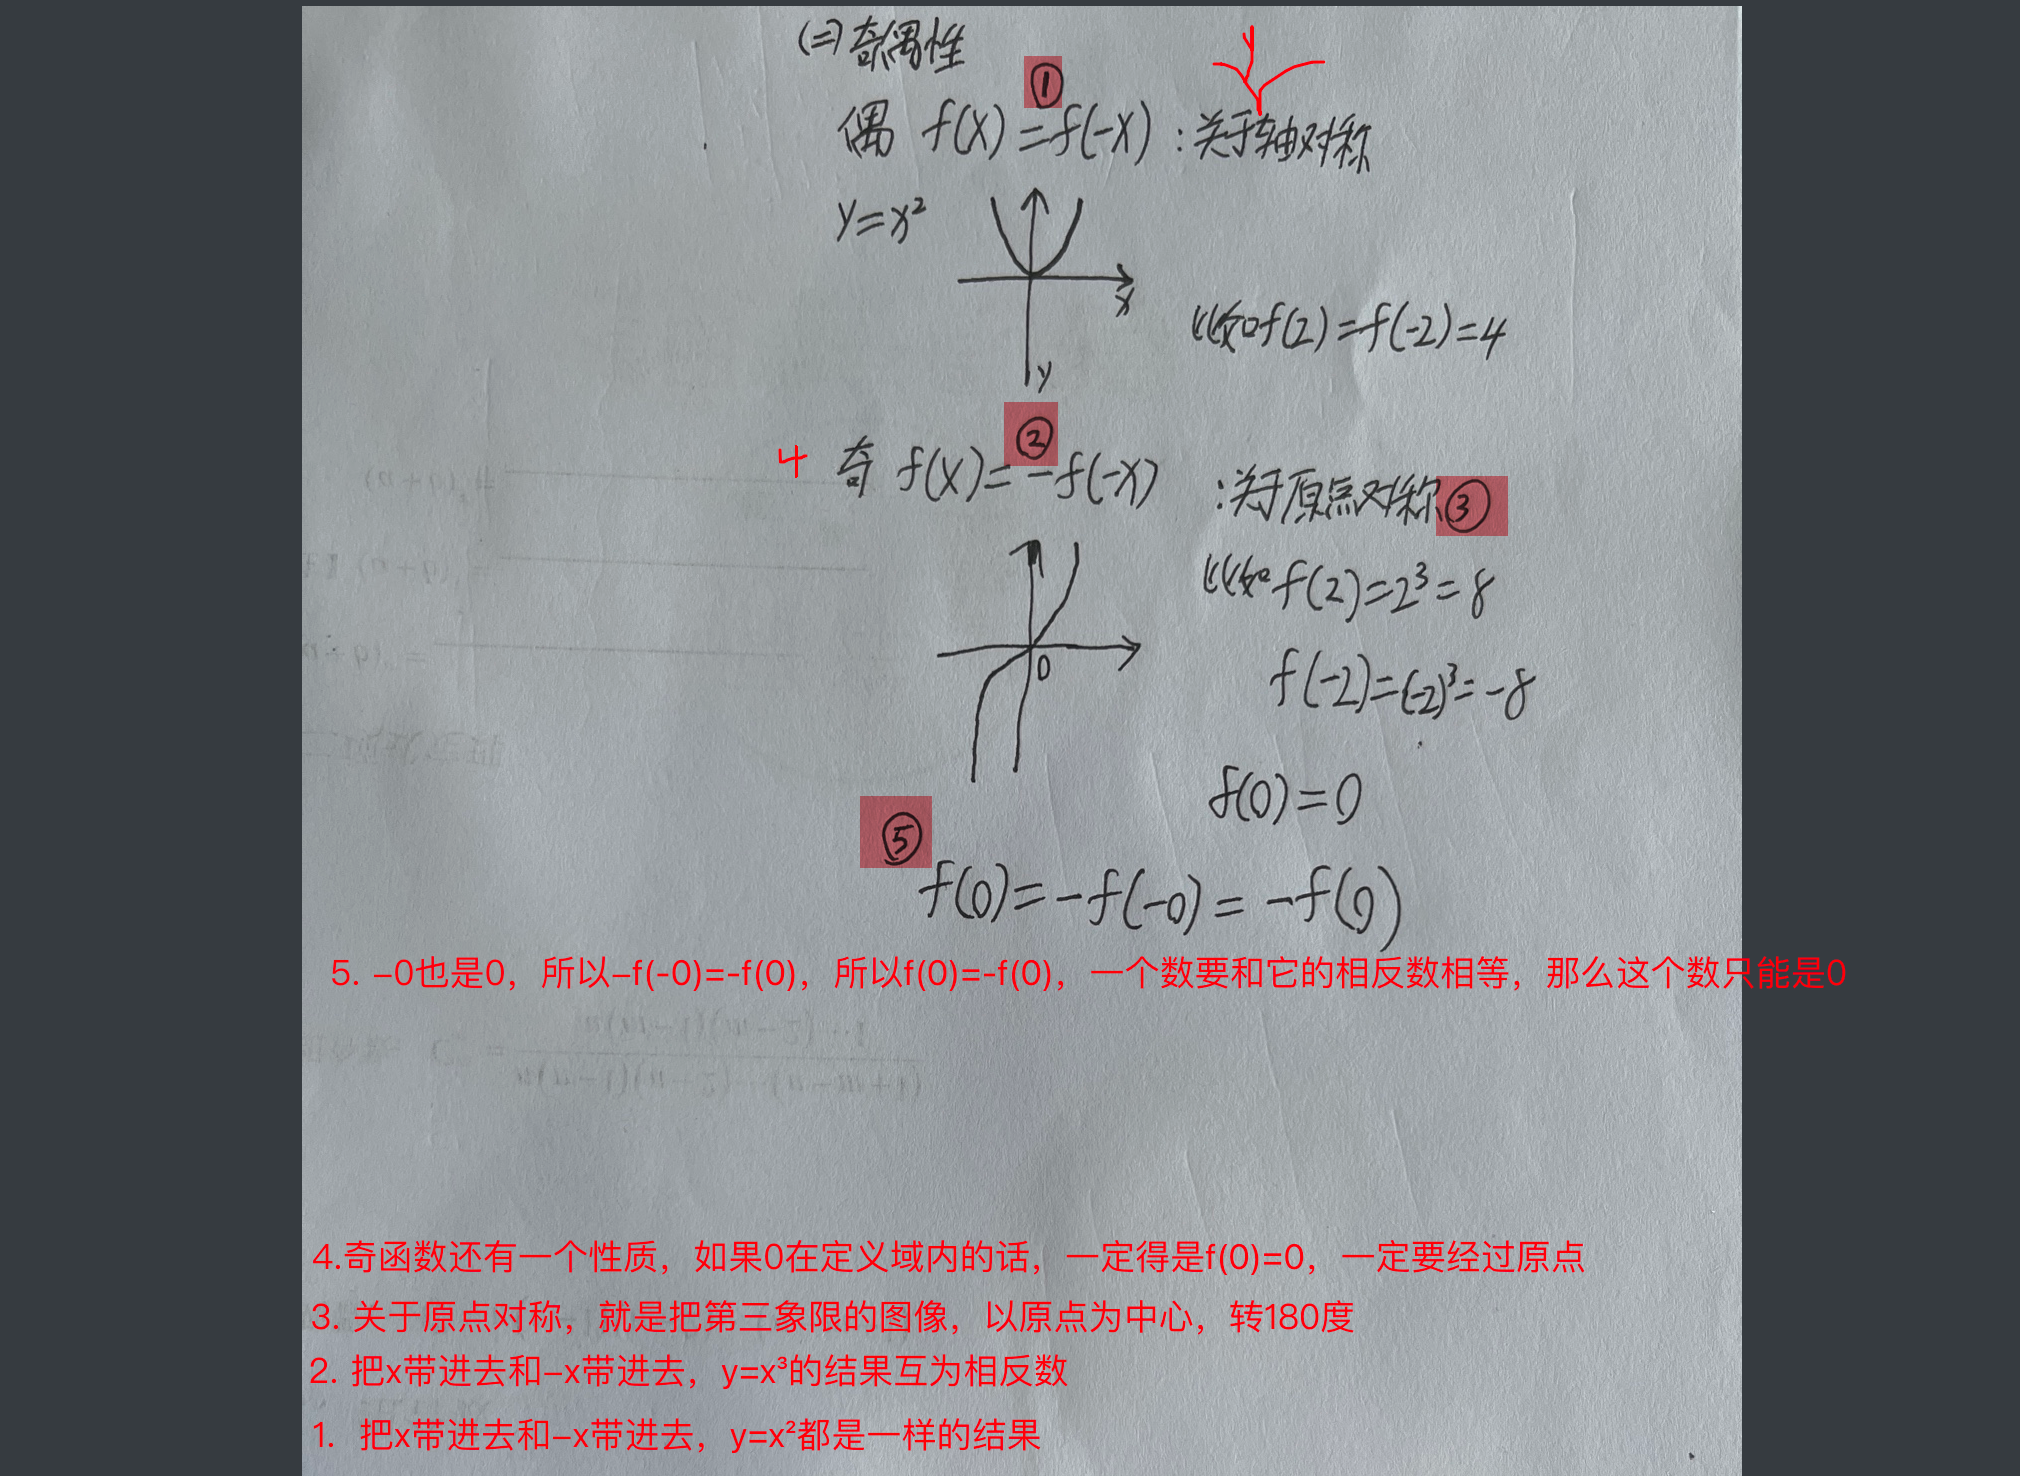 (二)奇偶性
①
y
偶 f(x)=f(-x):关于轴对称
y=x²
x
比如f(2)=f(-2)=4
y
②
4 奇 f(x)=-f(-x) :关于原点对称③
比如f(2)=2³=8
0
f(-2)=(-2)³=-8
f(0)=0
⑤
f(0)=-f(-0)=-f(0)
5. –0也是0，所以–f(-0)=-f(0)，所以f(0)=-f(0)，一个数要和它的相反数相等，那么这个数只能是0
4.奇函数还有一个性质，如果0在定义域内的话，一定得是f(0)=0，一定要经过原点
3. 关于原点对称，就是把第三象限的图像，以原点为中心，转180度
2. 把x带进去和–x带进去，y=x³的结果互为相反数
1. 把x带进去和–x带进去，y=x²都是一样的结果